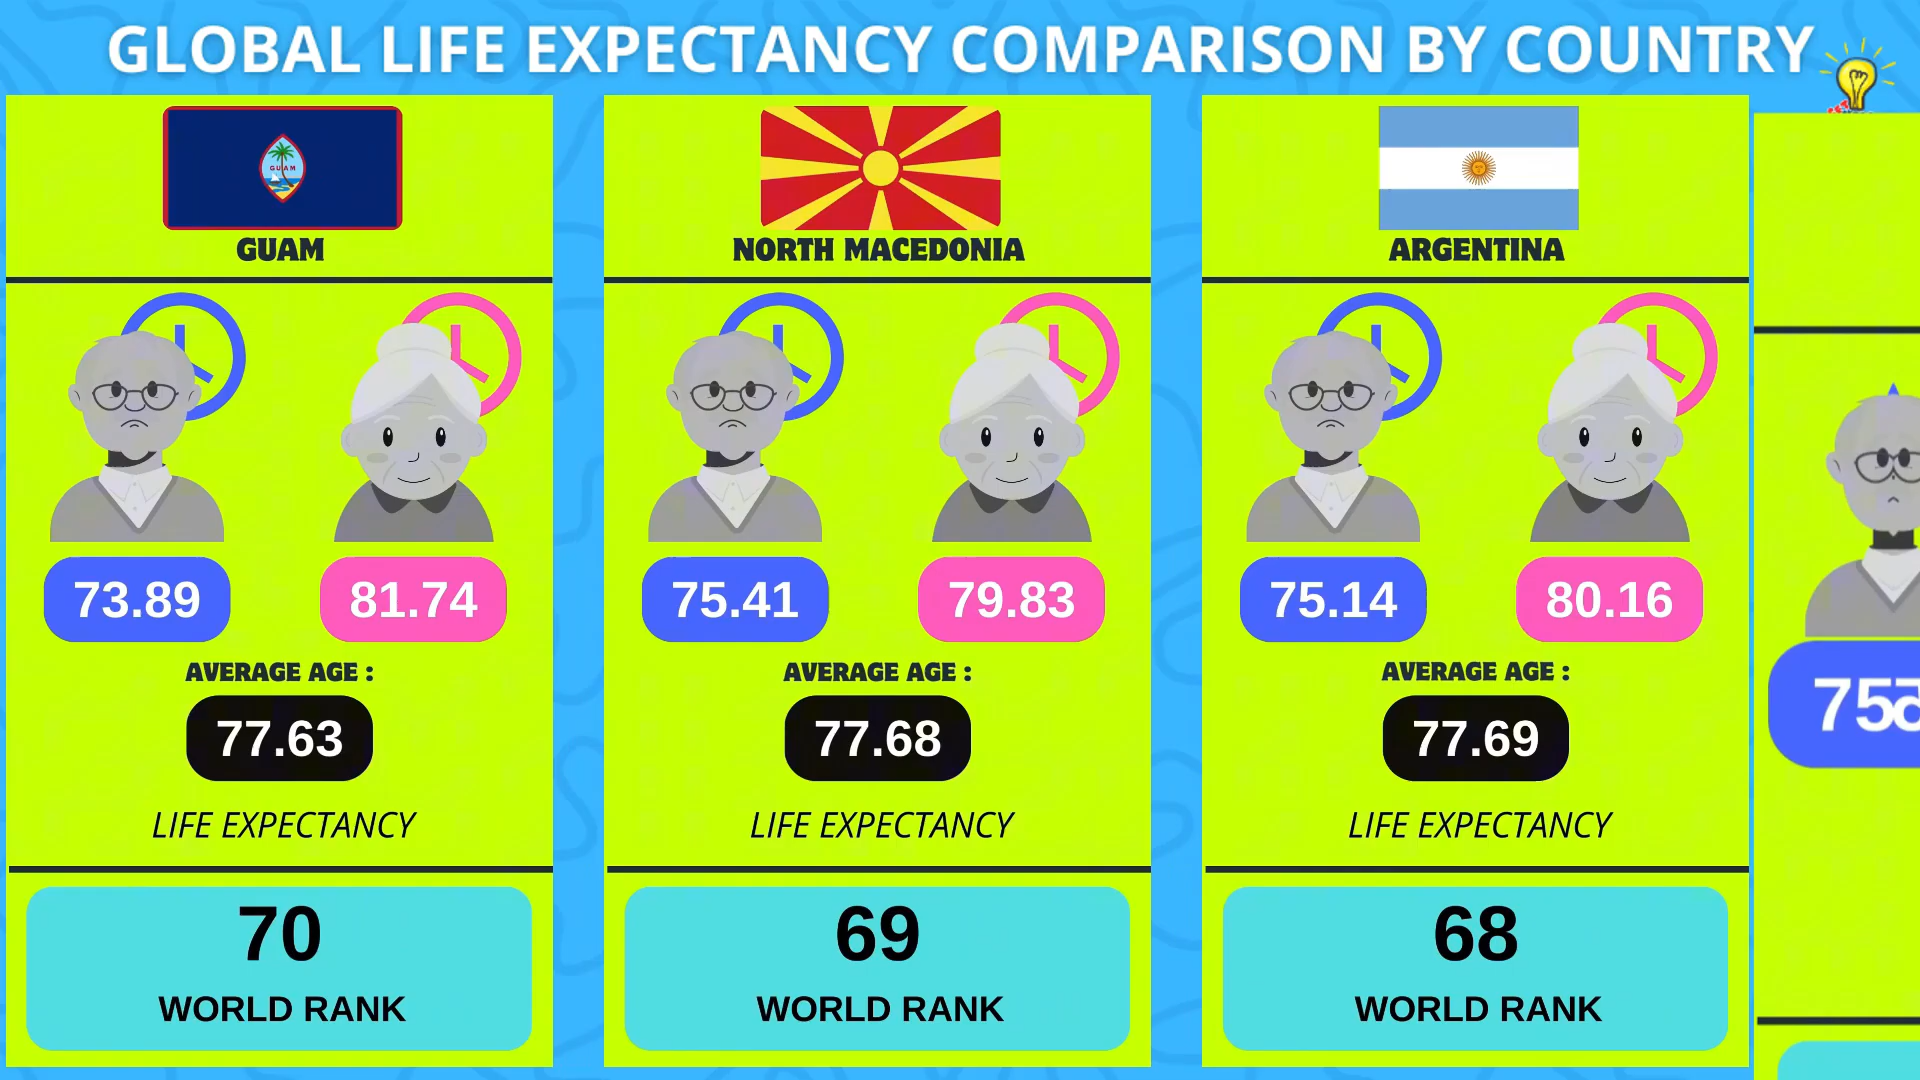 GLOBAL LIFE EXPECTANCY COMPARISON BY COUNTRY
GUAM
GUAM
73.89
81.74
AVERAGE AGE :
77.63
LIFE EXPECTANCY
70
WORLD RANK
NORTH MACEDONIA
75.41
79.83
AVERAGE AGE :
77.68
LIFE EXPECTANCY
69
WORLD RANK
ARGENTINA
75.14
80.16
AVERAGE AGE :
77.69
LIFE EXPECTANCY
68
WORLD RANK